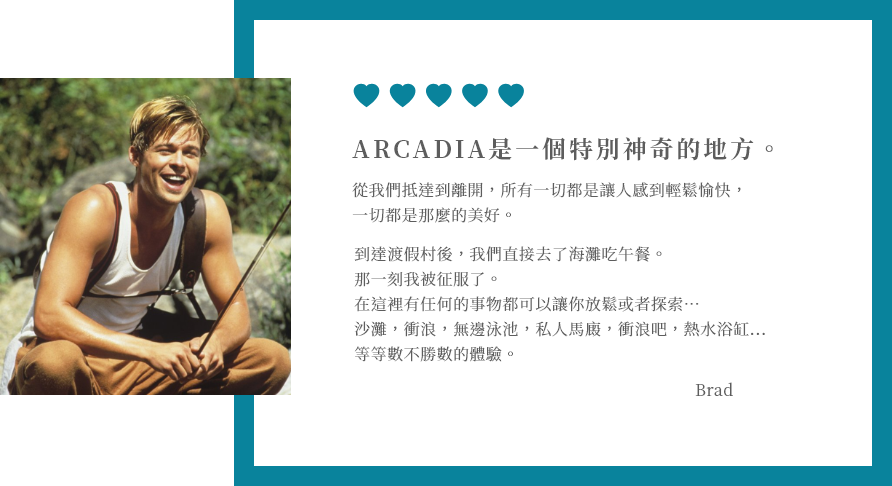 ARCADIA是一個特別神奇的地方。
從我們抵達到離開，所有一切都是讓人感到輕鬆愉快，
一切都是那麼的美好。
到達渡假村後，我們直接去了海灘吃午餐。
那一刻我被征服了。
在這裡有任何的事物都可以讓你放鬆或者探索…
沙灘，衝浪，無邊泳池，私人馬廄，衝浪吧，熱水浴缸...
等等數不勝數的體驗。
Brad